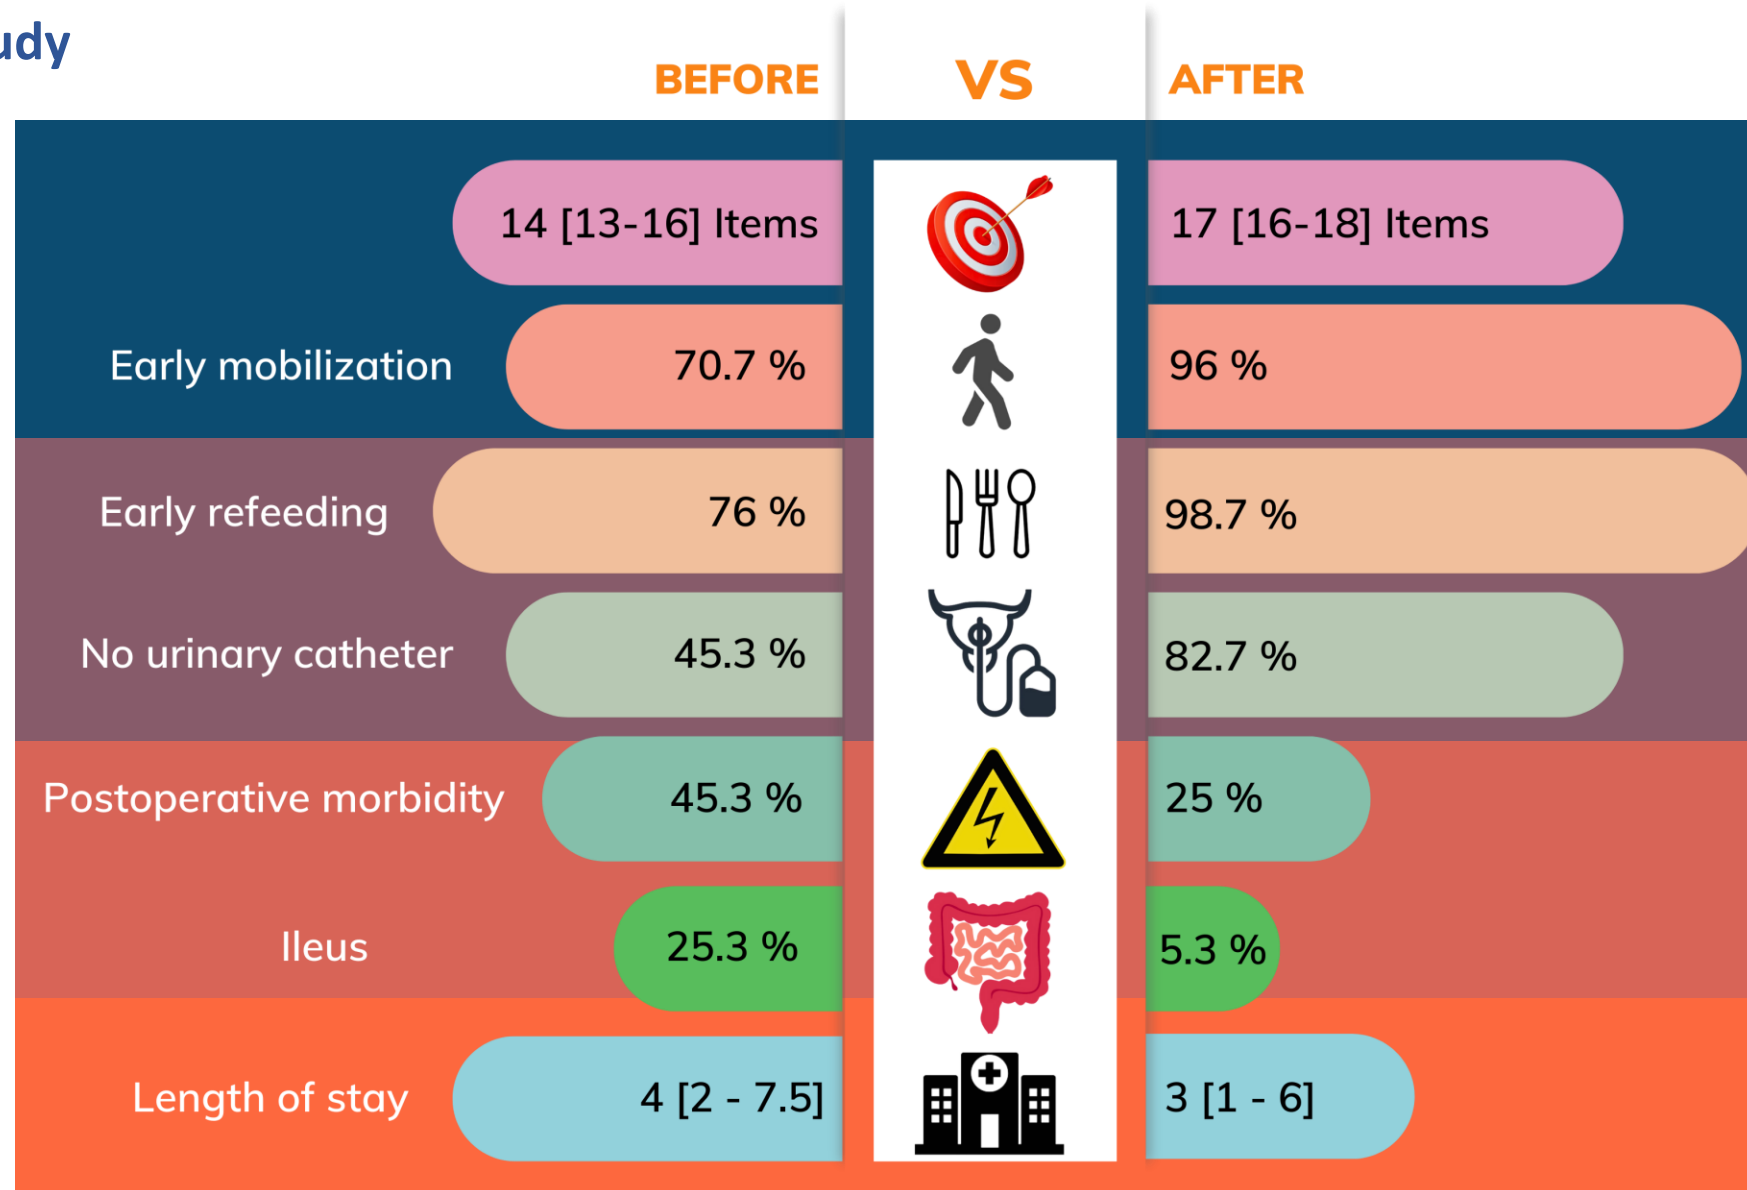 BEFORE VS AFTER
14 [13-16] Items 17 [16-18] Items
Early mobilization 70.7 % 96 %
Early refeeding 76 % 98.7 %
No urinary catheter 45.3 % 82.7 %
Postoperative morbidity 45.3 % 25 %
Ileus 25.3 % 5.3 %
Length of stay 4 [2 - 7.5] 3 [1 - 6]